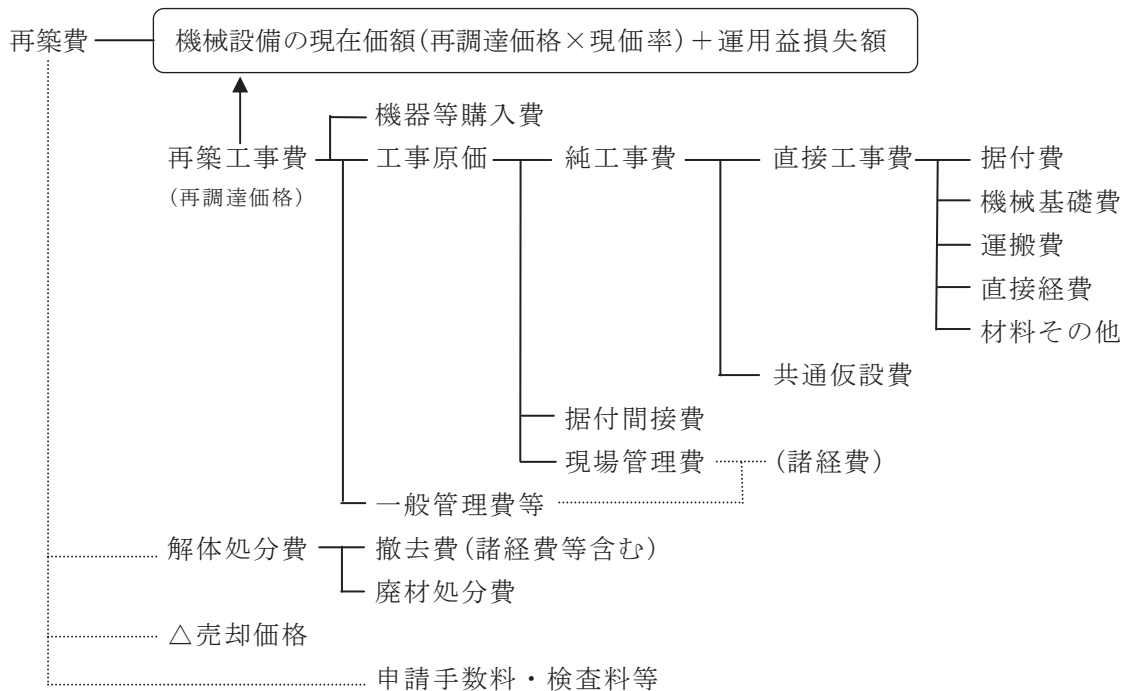 再築費
機械設備の現在価額(再調達価格×現価率)＋運用益損失額
機器等購入費
再築工事費
工事原価
純工事費
直接工事費
据付費
(再調達価格)
機械基礎費
運搬費
直接経費
材料その他
共通仮設費
据付間接費
現場管理費
(諸経費)
一般管理費等
解体処分費
撤去費(諸経費等含む)
廃材処分費
△売却価格
申請手数料・検査料等